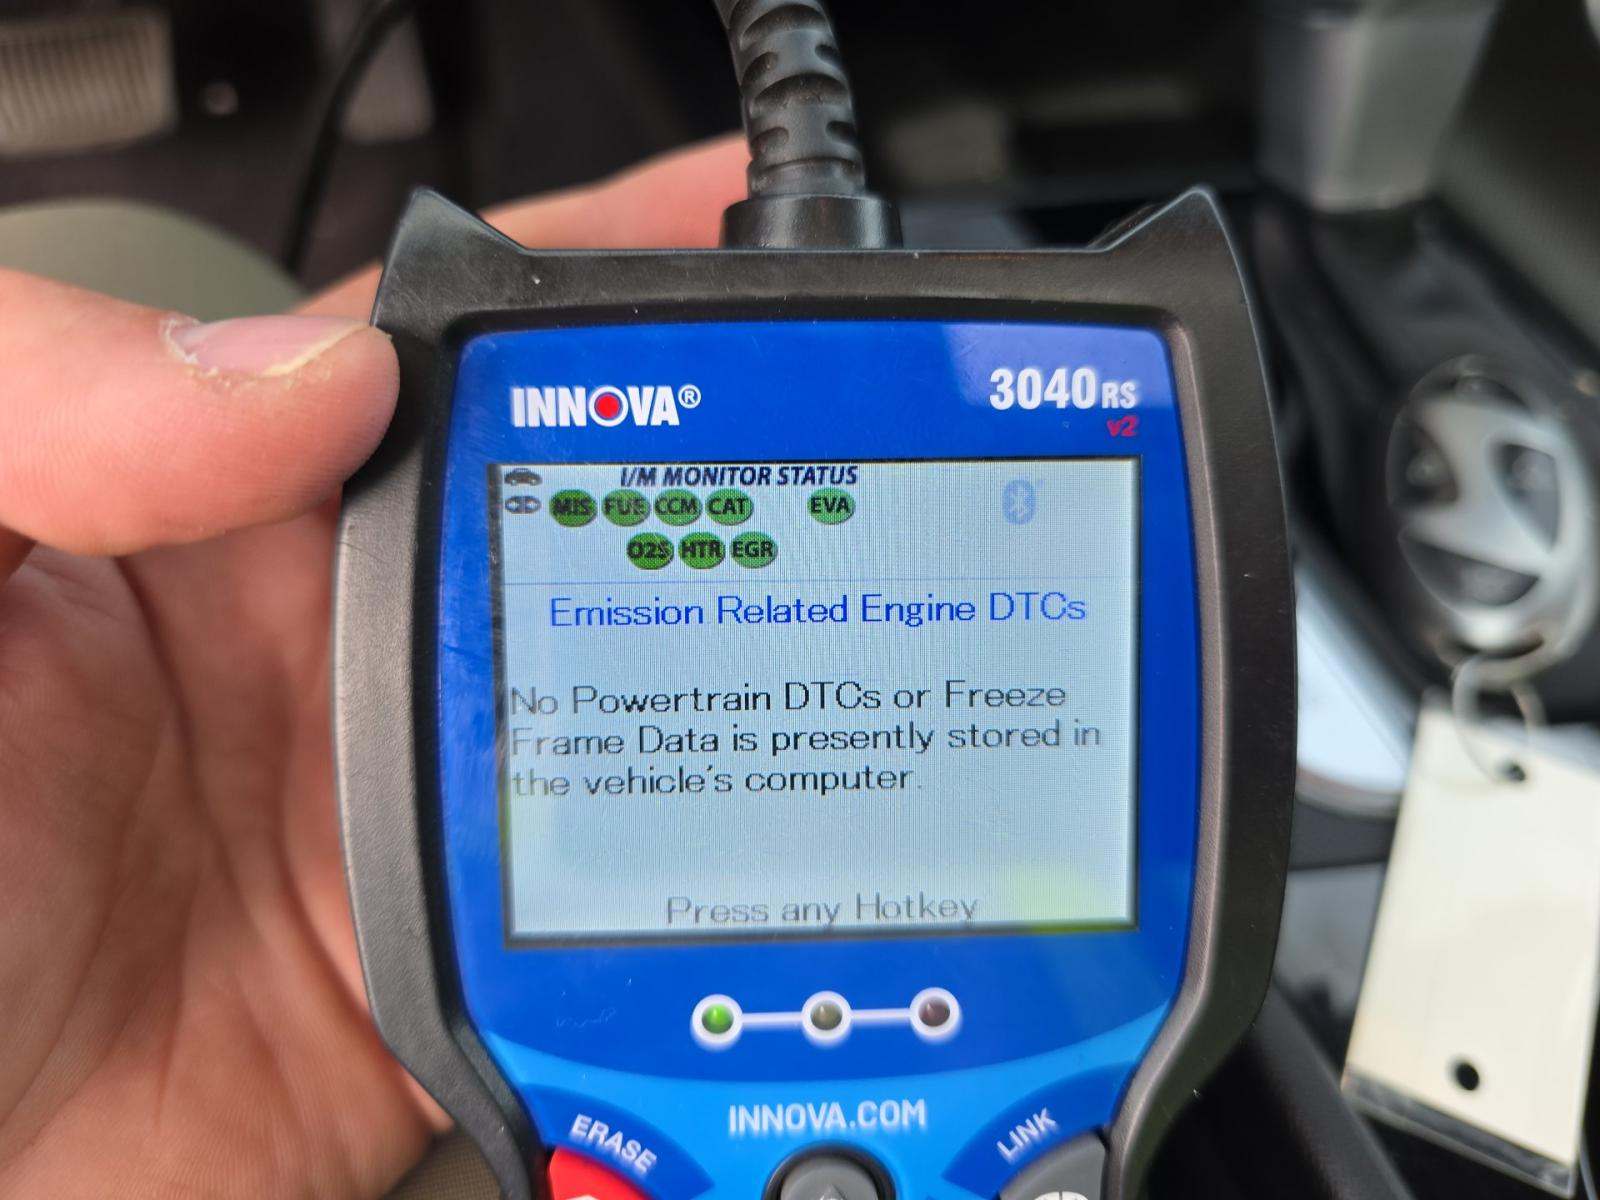 INNOVA®
3040RS
v2
I/M MONITOR STATUS
MIS FUE CCM CAT EVA
O2S HTR EGR
Emission Related Engine DTCs
No Powertrain DTCs or Freeze
Frame Data is presently stored in
the vehicle's computer.
Press any Hotkey
INNOVA.COM
ERASE
LINK